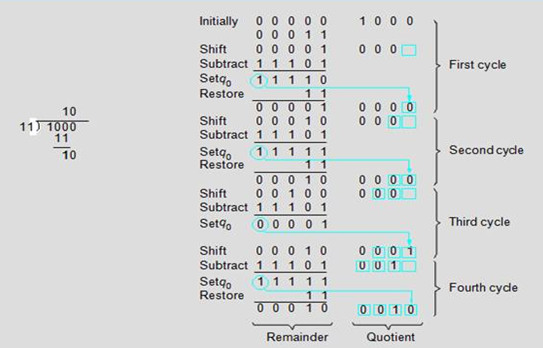 10
11) 1000
11
10
Initially 0 0 0 0 0 1 0 0 0
0 0 0 1 1
Shift 0 0 0 0 1 0 0 0
Subtract 1 1 1 0 1 First cycle
Set q0 1 1 1 1 0
Restore 1 1
0 0 0 0 1 0 0 0 0
Shift 0 0 0 1 0 0 0 0
Subtract 1 1 1 0 1
Set q0 1 1 1 1 1 Second cycle
Restore 1 1
0 0 0 1 0 0 0 0 0
Shift 0 0 1 0 0 0 0 0
Subtract 1 1 1 0 1
Set q0 0 0 0 0 1 Third cycle
Shift 0 0 0 1 0 0 0 0 1
Subtract 1 1 1 0 1 0 0 1
Set q0 1 1 1 1 1 Fourth cycle
Restore 1 1
0 0 0 1 0 0 0 1 0
Remainder Quotient